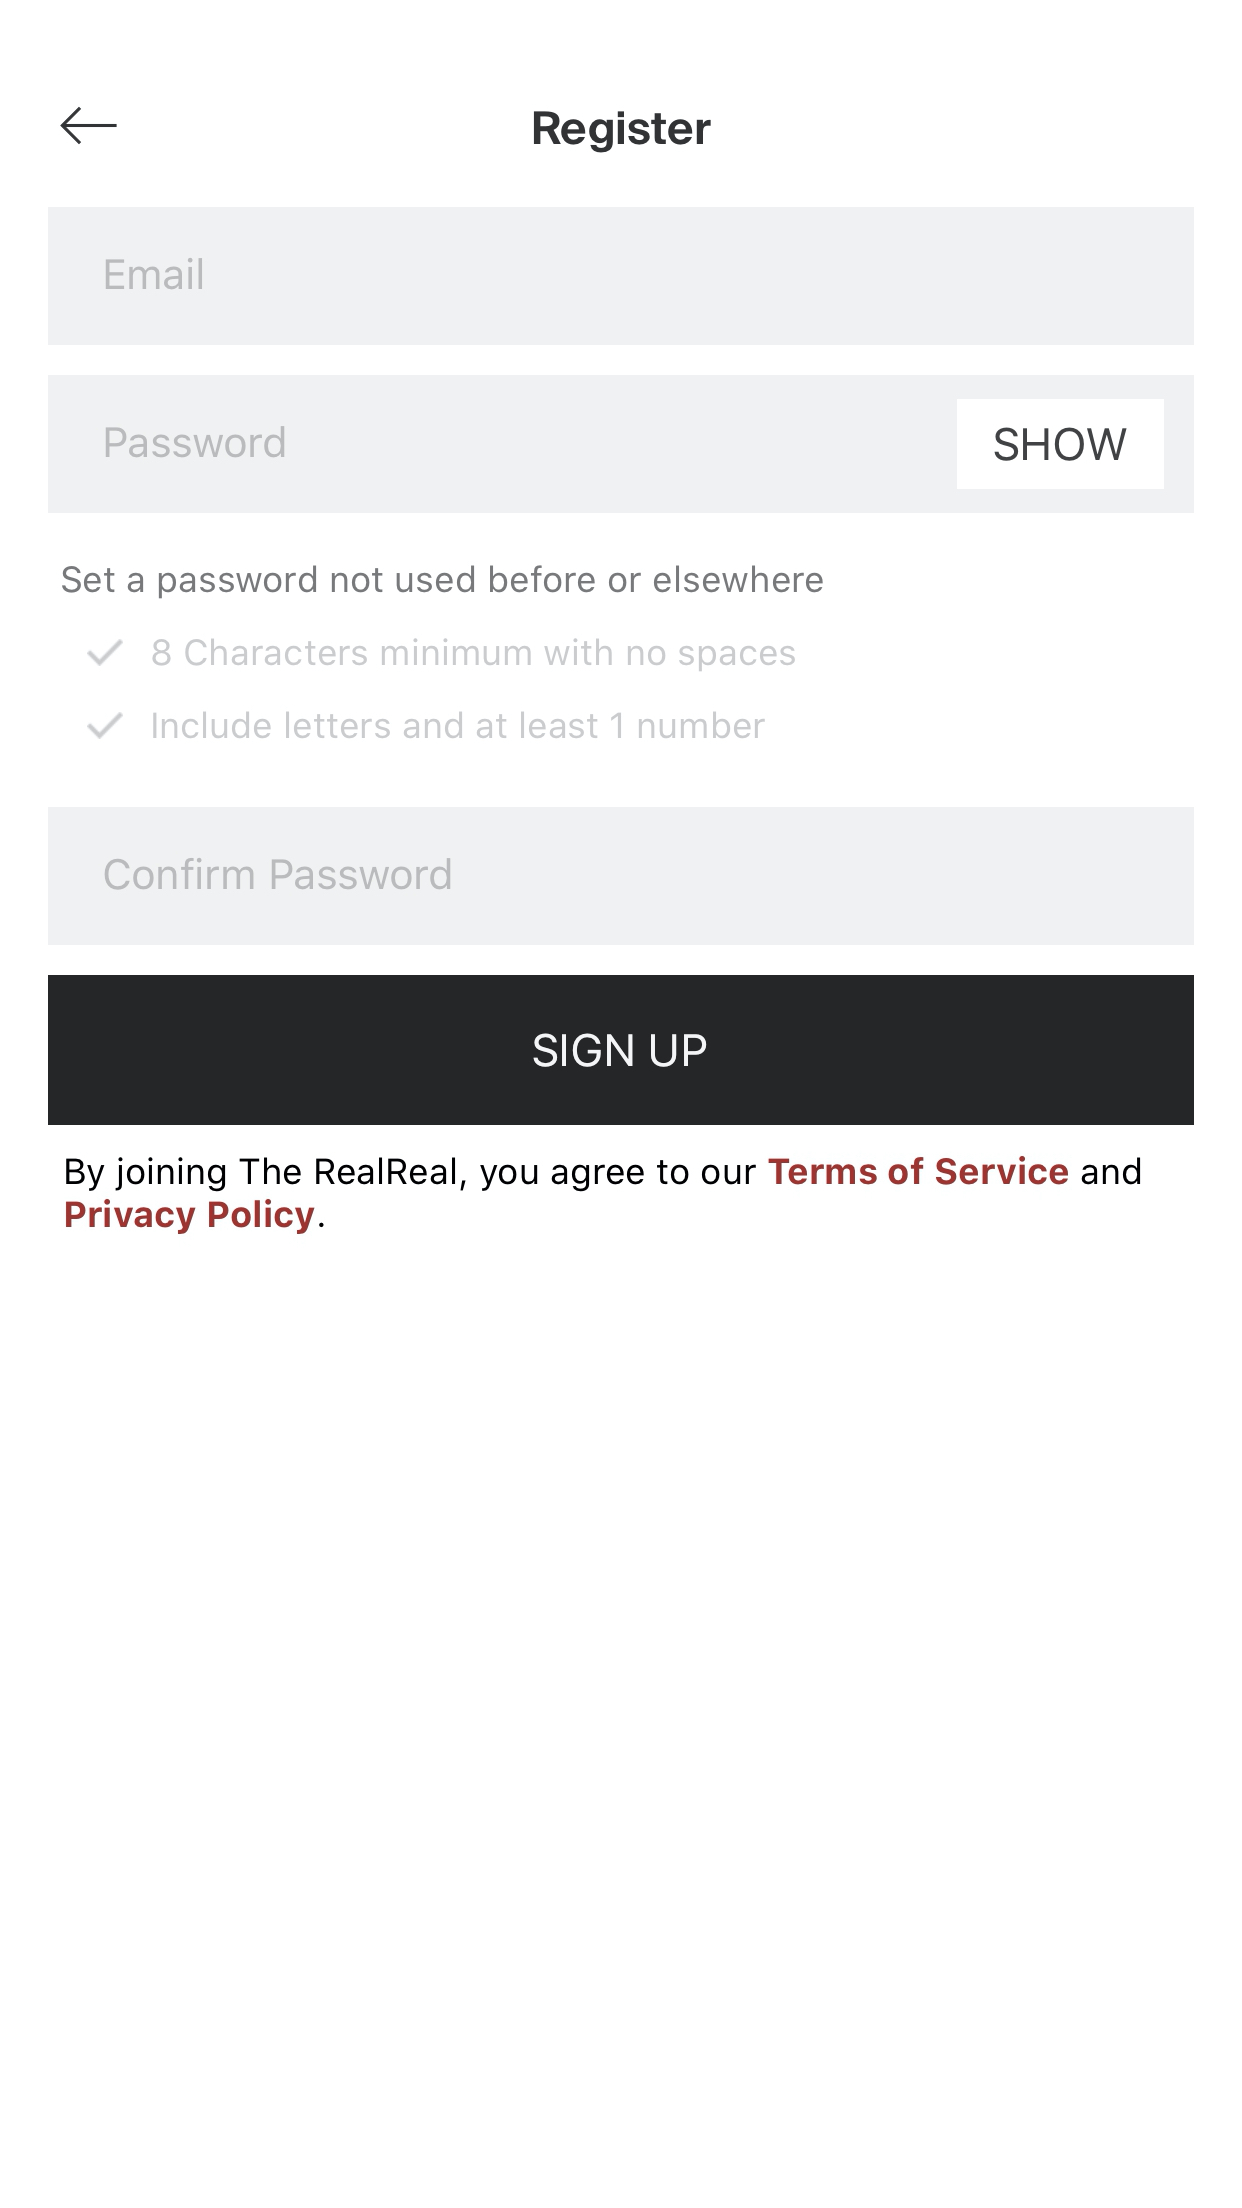 Register
Email
Password
SHOW
Set a password not used before or elsewhere
8 Characters minimum with no spaces
Include letters and at least 1 number
Confirm Password
SIGN UP
By joining The RealReal, you agree to our Terms of Service and
Privacy Policy.